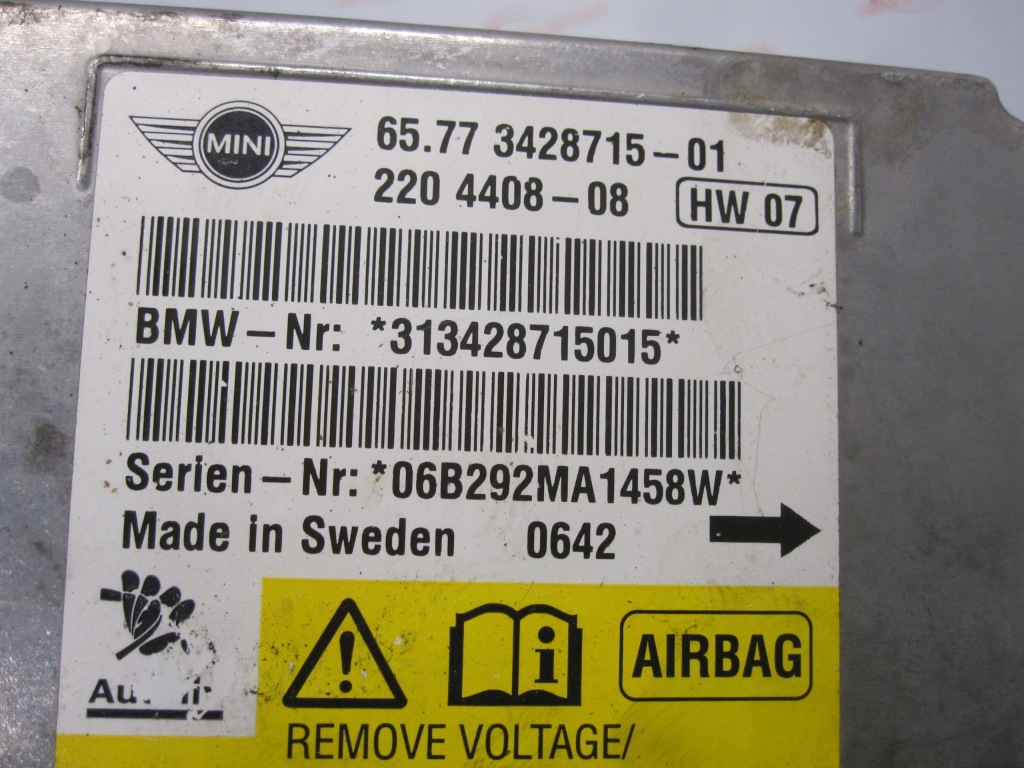 MINI
65.77 3428715-01
220 4408-08 HW 07
BMW-Nr: *313428715015*
Serien-Nr: *06B292MA1458W*
Made in Sweden 0642
AIRBAG
REMOVE VOLTAGE/